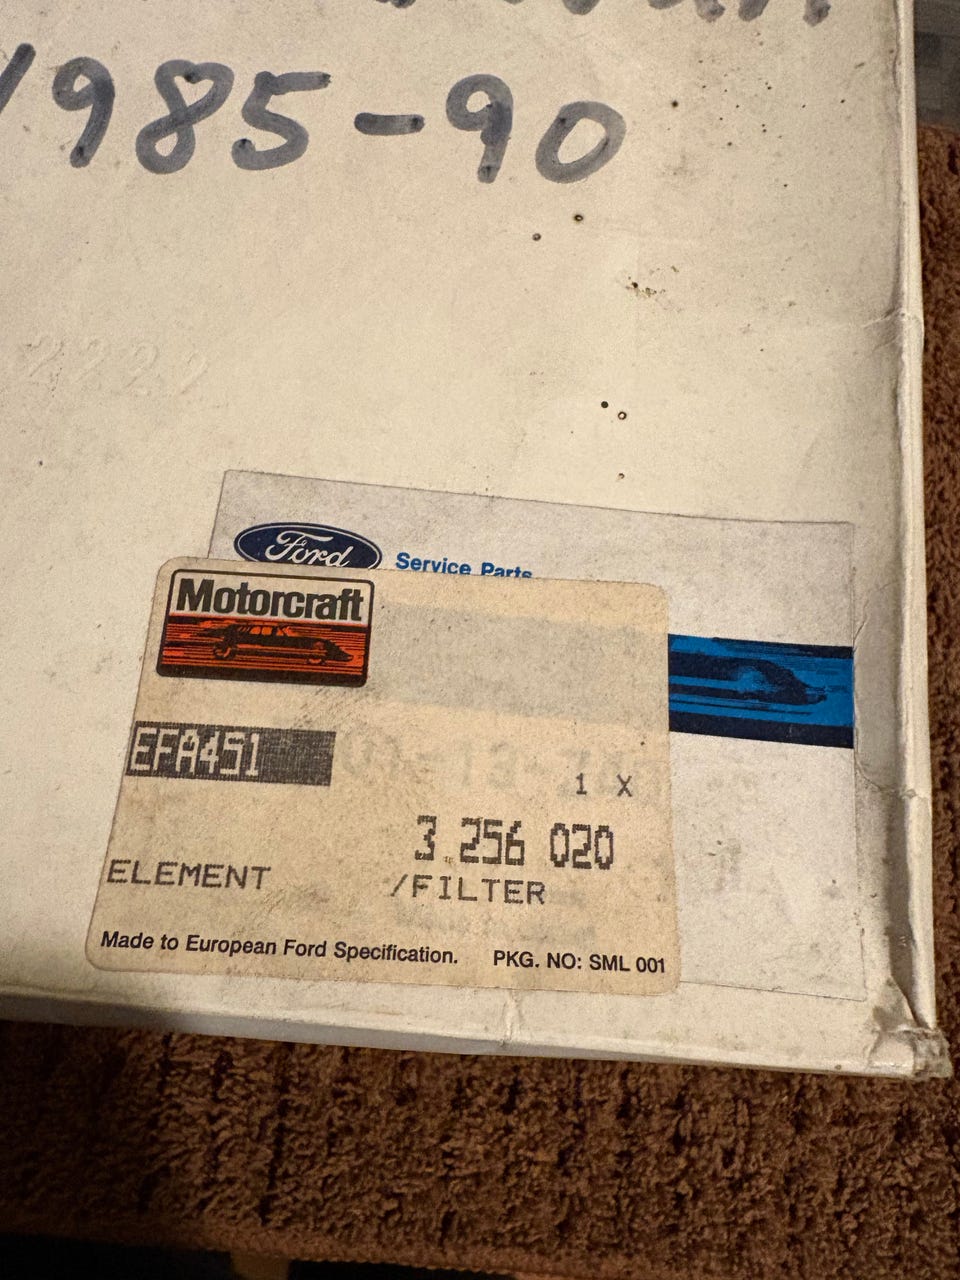 1985-90
2222
Ford
Service Parts
Motorcraft
EFA451
1 X
3 256 020
ELEMENT /FILTER
Made to European Ford Specification. PKG. NO: SML 001